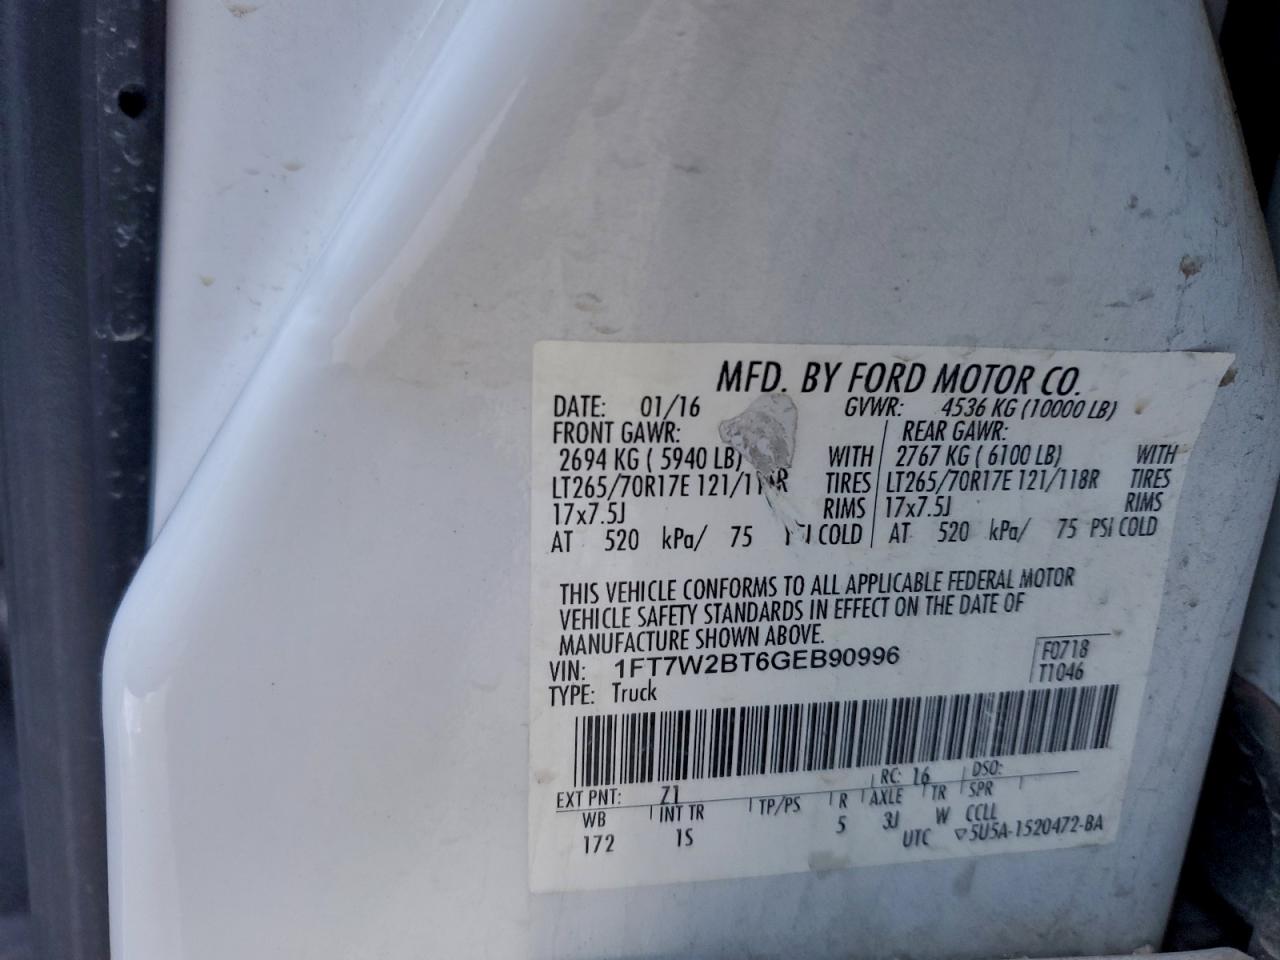 MFD. BY FORD MOTOR CO.
DATE: 01/16 GVWR: 4536 KG (10000 LB)
FRONT GAWR: REAR GAWR:
2694 KG ( 5940 LB) WITH 2767 KG ( 6100 LB) WITH
LT265/70R17E 121/118R TIRES LT265/70R17E 121/118R TIRES
17x7.5J RIMS 17x7.5J RIMS
AT 520 kPa/ 75 PSI COLD AT 520 kPa/ 75 PSI COLD
THIS VEHICLE CONFORMS TO ALL APPLICABLE FEDERAL MOTOR
VEHICLE SAFETY STANDARDS IN EFFECT ON THE DATE OF
MANUFACTURE SHOWN ABOVE.
VIN: 1FT7W2BT6GEB90996 F0718
TYPE: Truck T1046
EXT PNT: Z1 RC: 16 DSO:
WB INT TR TP/PS R AXLE TR SPR
172 1S 5 3J W CCLL
UTC ▽5U5A-1520472-BA